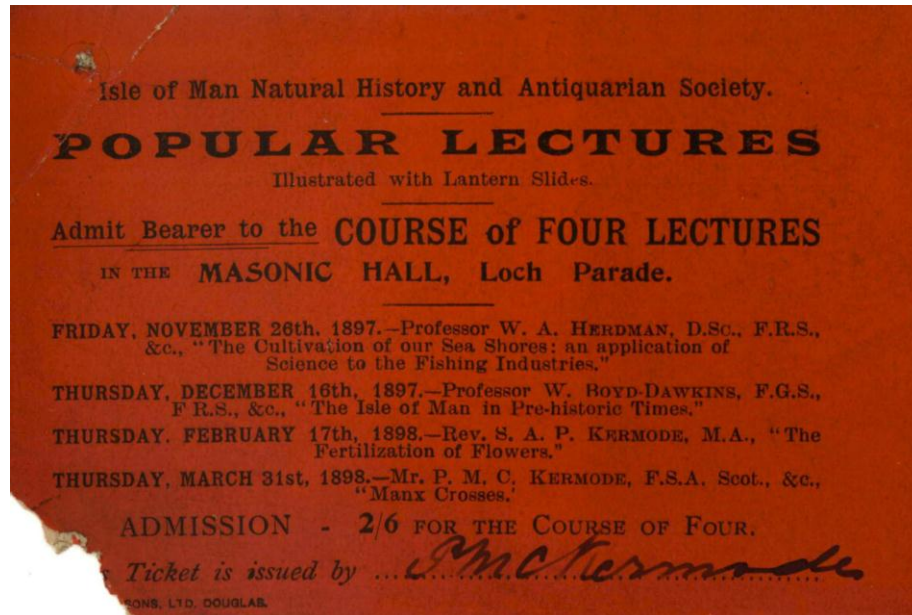 Isle of Man Natural History and Antiquarian Society.
POPULAR LECTURES
Illustrated with Lantern Slides.
Admit Bearer to the COURSE of FOUR LECTURES
IN THE MASONIC HALL, Loch Parade.
FRIDAY, NOVEMBER 26th, 1897.—Professor W. A. HERDMAN, D.Sc., F.R.S.,
&c., "The Cultivation of our Sea Shores: an application of
Science to the Fishing Industries."
THURSDAY, DECEMBER 16th, 1897.—Professor W. BOYD-DAWKINS, F.G.S.,
F R.S., &c., "The Isle of Man in Pre-historic Times."
THURSDAY. FEBRUARY 17th, 1898.—Rev. S. A. P. KERMODE, M.A., "The
Fertilization of Flowers."
THURSDAY, MARCH 31st, 1898.—Mr. P. M. C. KERMODE, F.S.A. Scot., &c.,
"Manx Crosses.'
ADMISSION - 2/6 FOR THE COURSE OF FOUR.
s Ticket is issued by ... PMCKermode
SONS, LTD. DOUGLAS.